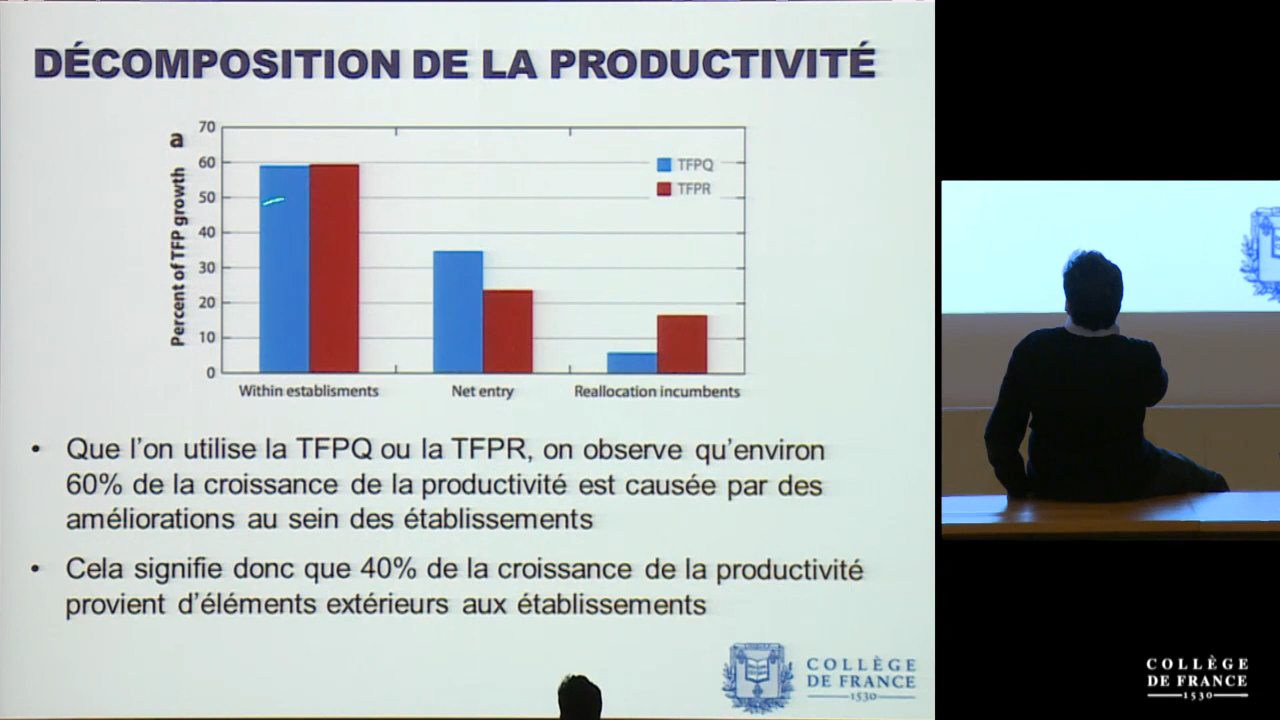 DÉCOMPOSITION DE LA PRODUCTIVITÉ
a
Percent of TFP growth
70
60
50
40
30
20
10
0
TFPQ
TFPR
Within establisments
Net entry
Reallocation incumbents
• Que l'on utilise la TFPQ ou la TFPR, on observe qu'environ
60% de la croissance de la productivité est causée par des
améliorations au sein des établissements
• Cela signifie donc que 40% de la croissance de la productivité
provient d'éléments extérieurs aux établissements
COLLÈGE
DE FRANCE
1530
COLLÈGE
DE FRANCE
1530